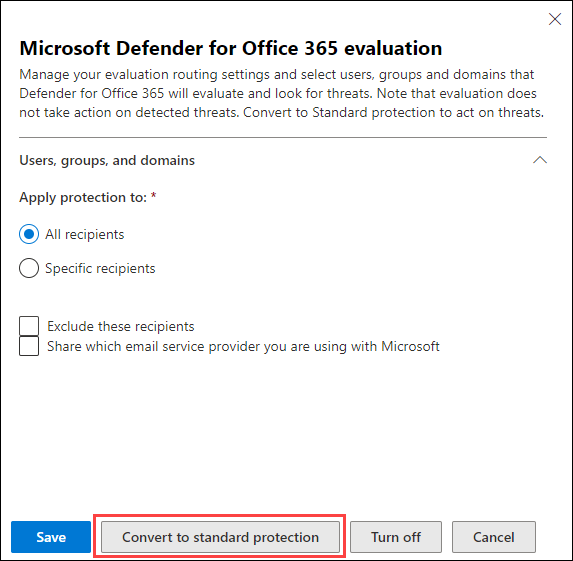 Microsoft Defender for Office 365 evaluation
Manage your evaluation routing settings and select users, groups and domains that
Defender for Office 365 will evaluate and look for threats. Note that evaluation does
not take action on detected threats. Convert to Standard protection to act on threats.
Users, groups, and domains
Apply protection to: *
All recipients
Specific recipients
Exclude these recipients
Share which email service provider you are using with Microsoft
Save
Convert to standard protection
Turn off
Cancel